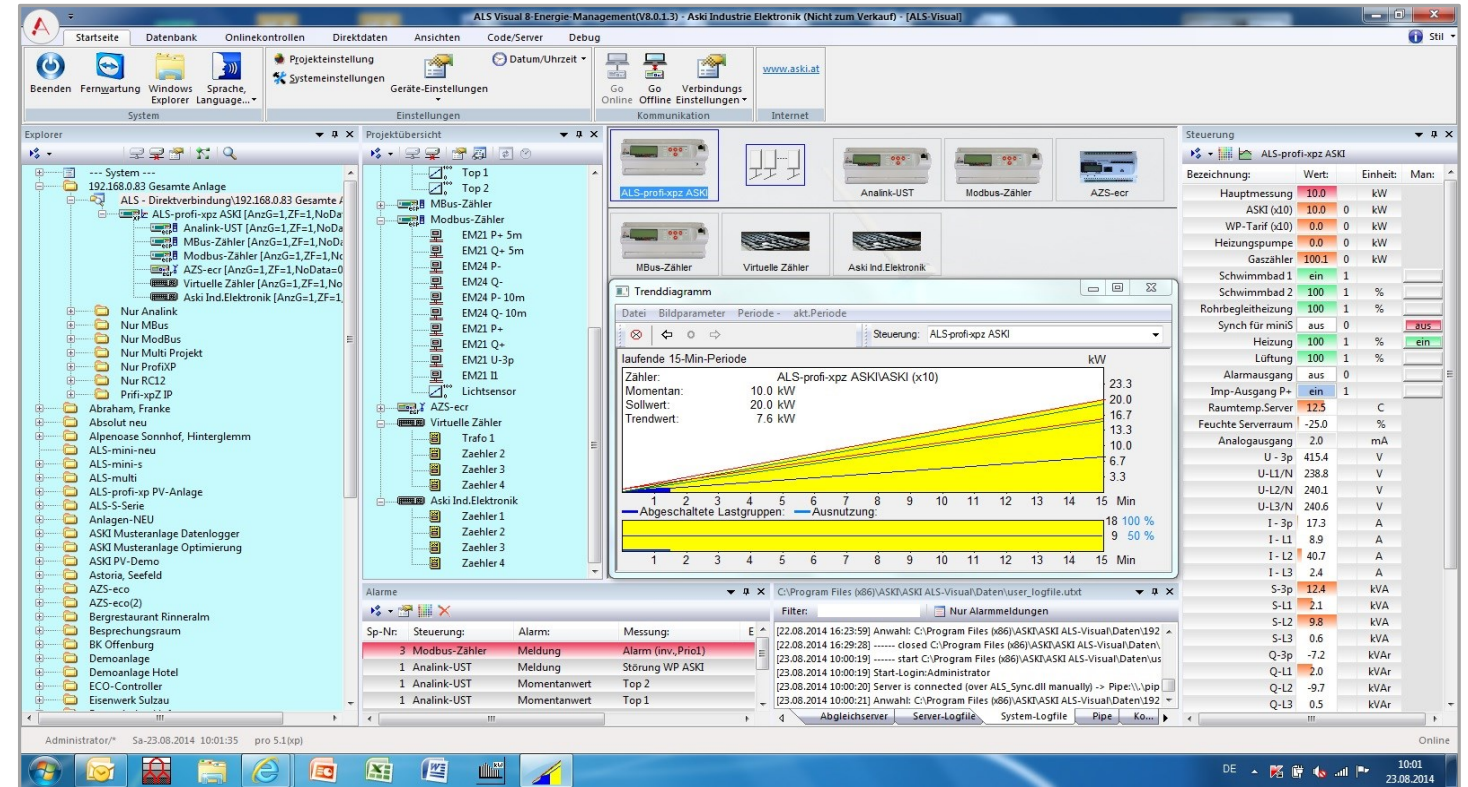 ALS Visual 8-Energie-Management(V8.0.1.3) - Aski Industrie Elektronik (Nicht zum Verkauf) - [ALS-Visual]
Startseite Datenbank Onlinekontrollen Direktdaten Ansichten Code/Server Debug
Stil
Beenden Fernwartung Windows Explorer Sprache, Language...
System
Projekteinstellung
Systemeinstellungen
Geräte-Einstellungen
Datum/Uhrzeit
Einstellungen
Go Online Go Offline Verbindungs Einstellungen
Kommunikation
www.aski.at
Internet
Explorer
--- System ---
192.168.0.83 Gesamte Anlage
ALS - Direktverbindung\192.168.0.83 Gesamte A
ALS-profi-xpz ASKI [AnzG=1,ZF=1,NoDa
Analink-UST [AnzG=1,ZF=1,NoData
MBus-Zähler [AnzG=1,ZF=1,NoDa
Modbus-Zähler [AnzG=1,ZF=1,No
AZS-ecr [AnzG=1,ZF=1,NoData=0
Virtuelle Zähler [AnzG=1,ZF=1,No
Aski Ind.Elektronik [AnzG=1,ZF=1,
Nur Analink
Nur MBus
Nur ModBus
Nur Multi Projekt
Nur ProfiXP
Nur RC12
Prifi-xpZ IP
Abraham, Franke
Absolut neu
Alpenoase Sonnhof, Hinterglemm
ALS-mini-neu
ALS-mini-s
ALS-multi
ALS-profi-xp PV-Anlage
ALS-S-Serie
Anlagen-NEU
ASKI Musteranlage Datenlogger
ASKI Musteranlage Optimierung
ASKI PV-Demo
Astoria, Seefeld
AZS-eco
AZS-eco(2)
Bergrestaurant Rinneralm
Besprechungsraum
BK Offenburg
Demoanlage
Demoanlage Hotel
ECO-Controller
Eisenwerk Sulzau
Projektübersicht
Top 1
Top 2
MBus-Zähler
Modbus-Zähler
EM21 P+ 5m
EM21 Q+ 5m
EM24 P-
EM24 Q-
EM24 P- 10m
EM24 Q- 10m
EM21 P+
EM21 Q+
EM21 U-3p
EM21 I1
Lichtsensor
AZS-ecr
Virtuelle Zähler
Trafo 1
Zaehler 2
Zaehler 3
Zaehler 4
Aski Ind.Elektronik
Zaehler 1
Zaehler 2
Zaehler 3
Zaehler 4
ALS-profi-xpz ASKI
Analink-UST
Modbus-Zähler
AZS-ecr
MBus-Zähler
Virtuelle Zähler
Aski Ind.Elektronik
Trenddiagramm
Datei Bildparameter Periode - akt.Periode
Steuerung: ALS-profi-xpz ASKI
laufende 15-Min-Periode kW
Zähler: ALS-profi-xpz ASKI\ASKI (x10)
Momentan: 10.0 kW
Sollwert: 20.0 kW
Trendwert: 7.6 kW
23.3
20.0
16.7
13.3
10.0
6.7
3.3
1 2 3 4 5 6 7 8 9 10 11 12 13 14 15 Min
Abgeschaltete Lastgruppen: Ausnutzung:
18 100 %
9 50 %
1 2 3 4 5 6 7 8 9 10 11 12 13 14 15 Min
Alarme
Sp-Nr: Steuerung: Alarm: Messung: E
3 Modbus-Zähler Meldung Alarm (inv.,Prio1)
1 Analink-UST Meldung Störung WP ASKI
1 Analink-UST Momentanwert Top 2
1 Analink-UST Momentanwert Top 1
C:\Program Files (x86)\ASKI\ASKI ALS-Visual\Daten\user_logfile.utxt
Filter: Nur Alarmmeldungen
[22.08.2014 16:23:59] Anwahl: C:\Program Files (x86)\ASKI\ASKI ALS-Visual\Daten\192
[22.08.2014 16:29:28] ------ closed C:\Program Files (x86)\ASKI\ASKI ALS-Visual\Daten\
[23.08.2014 10:00:19] ------ start C:\Program Files (x86)\ASKI\ASKI ALS-Visual\Daten\us
[23.08.2014 10:00:19] Start-Login:Administrator
[23.08.2014 10:00:20] Server is connected (over ALS_Sync.dll manually) -> Pipe:\\.\pip
[23.08.2014 10:00:21] Anwahl: C:\Program Files (x86)\ASKI\ASKI ALS-Visual\Daten\192
Abgleichserver Server-Logfile System-Logfile Pipe Ko...
Steuerung
ALS-profi-xpz ASKI
Bezeichnung: Wert: Einheit: Man:
Hauptmessung 10.0 kW
ASKI (x10) 10.0 0 kW
WP-Tarif (x10) 0.0 0 kW
Heizungspumpe 0.0 0 kW
Gaszähler 100.1 0 kW
Schwimmbad 1 ein 1
Schwimmbad 2 100 1 %
Rohrbegleitheizung 100 1 %
Synch für miniS aus 0 aus
Heizung 100 1 % ein
Lüftung 100 1 %
Alarmausgang aus 0
Imp-Ausgang P+ ein 1
Raumtemp.Server 12.5 C
Feuchte Serverraum -25.0 %
Analogausgang 2.0 mA
U - 3p 415.4 V
U-L1/N 238.8 V
U-L2/N 240.1 V
U-L3/N 240.6 V
I - 3p 17.3 A
I - L1 8.9 A
I - L2 40.7 A
I - L3 2.4 A
S-3p 12.4 kVA
S-L1 2.1 kVA
S-L2 9.8 kVA
S-L3 0.6 kVA
Q-3p -7.2 kVAr
Q-L1 2.0 kVAr
Q-L2 -9.7 kVAr
Q-L3 0.5 kVAr
Administrator/* Sa-23.08.2014 10:01:35 pro 5.1(xp)
Online
DE
10:01
23.08.2014